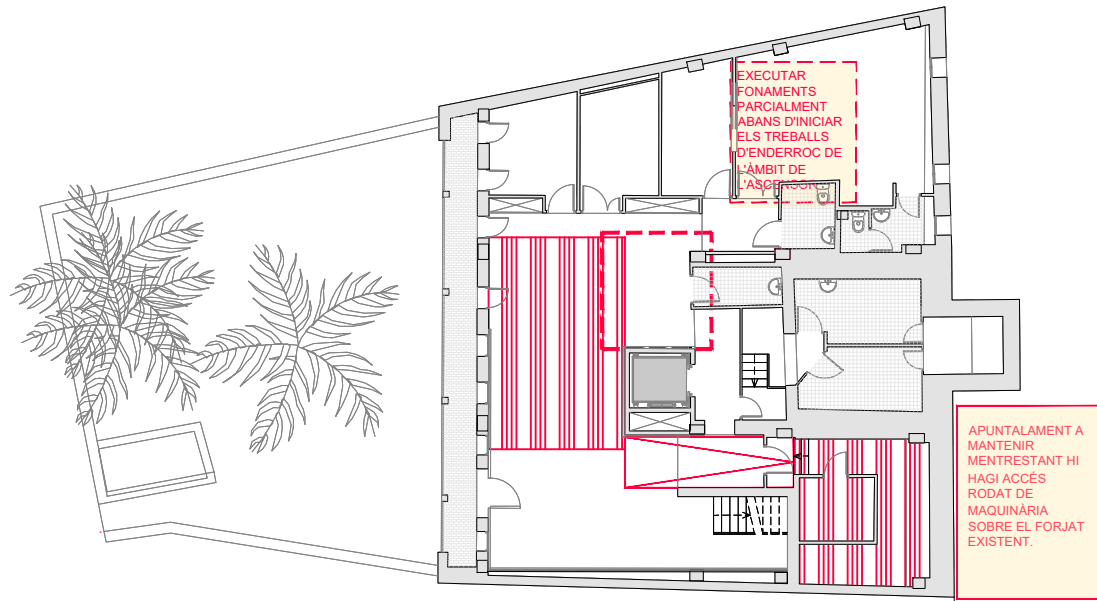 EXECUTAR
FONAMENTS
PARCIALMENT
ABANS D'INICIAR
ELS TREBALLS
D'ENDERROC DE
L'ÀMBIT DE
L'ASCENSOR.
APUNTALAMENT A
MANTENIR
MENTRESTANT HI
HAGI ACCÉS
RODAT DE
MAQUINÀRIA
SOBRE EL FORJAT
EXISTENT.